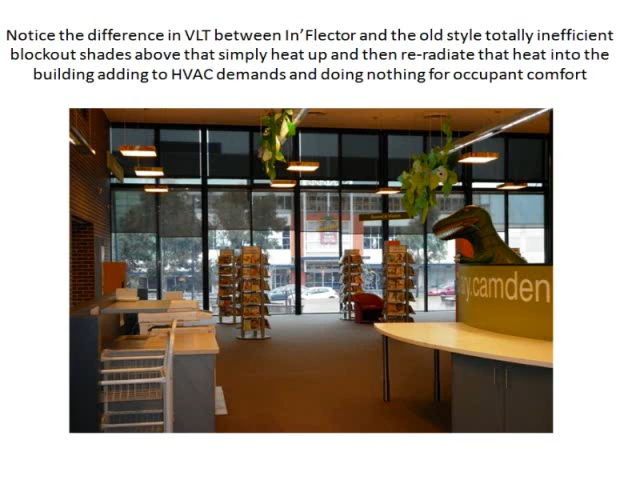 Notice the difference in VLT between In'Flector and the old style totally inefficient
blockout shades above that simply heat up and then re-radiate that heat into the
building adding to HVAC demands and doing nothing for occupant comfort
ry.camden